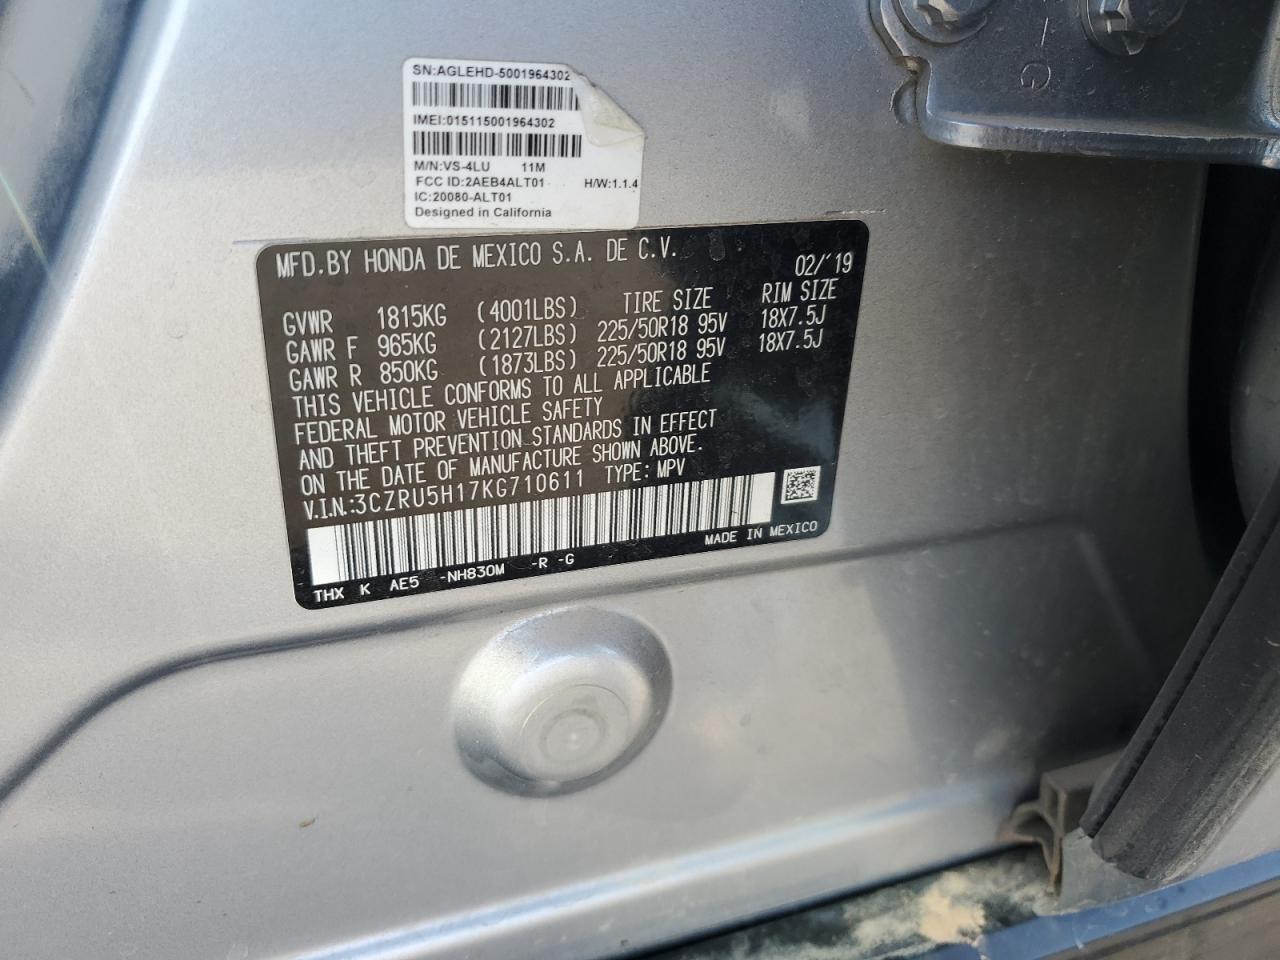 SN:AGLEHD-5001964302
IMEI:015115001964302
M/N:VS-4LU 11M
FCC ID:2AEB4ALT01 H/W:1.1.4
IC:20080-ALT01
Designed in California
MFD.BY HONDA DE MEXICO S.A. DE C.V.
02/'19
GVWR 1815KG (4001LBS) TIRE SIZE RIM SIZE
GAWR F 965KG (2127LBS) 225/50R18 95V 18X7.5J
GAWR R 850KG (1873LBS) 225/50R18 95V 18X7.5J
THIS VEHICLE CONFORMS TO ALL APPLICABLE
FEDERAL MOTOR VEHICLE SAFETY
AND THEFT PREVENTION STANDARDS IN EFFECT
ON THE DATE OF MANUFACTURE SHOWN ABOVE.
V.I.N.:3CZRU5H17KG710611 TYPE: MPV
MADE IN MEXICO
THX K AE5 -NH830M -R -G